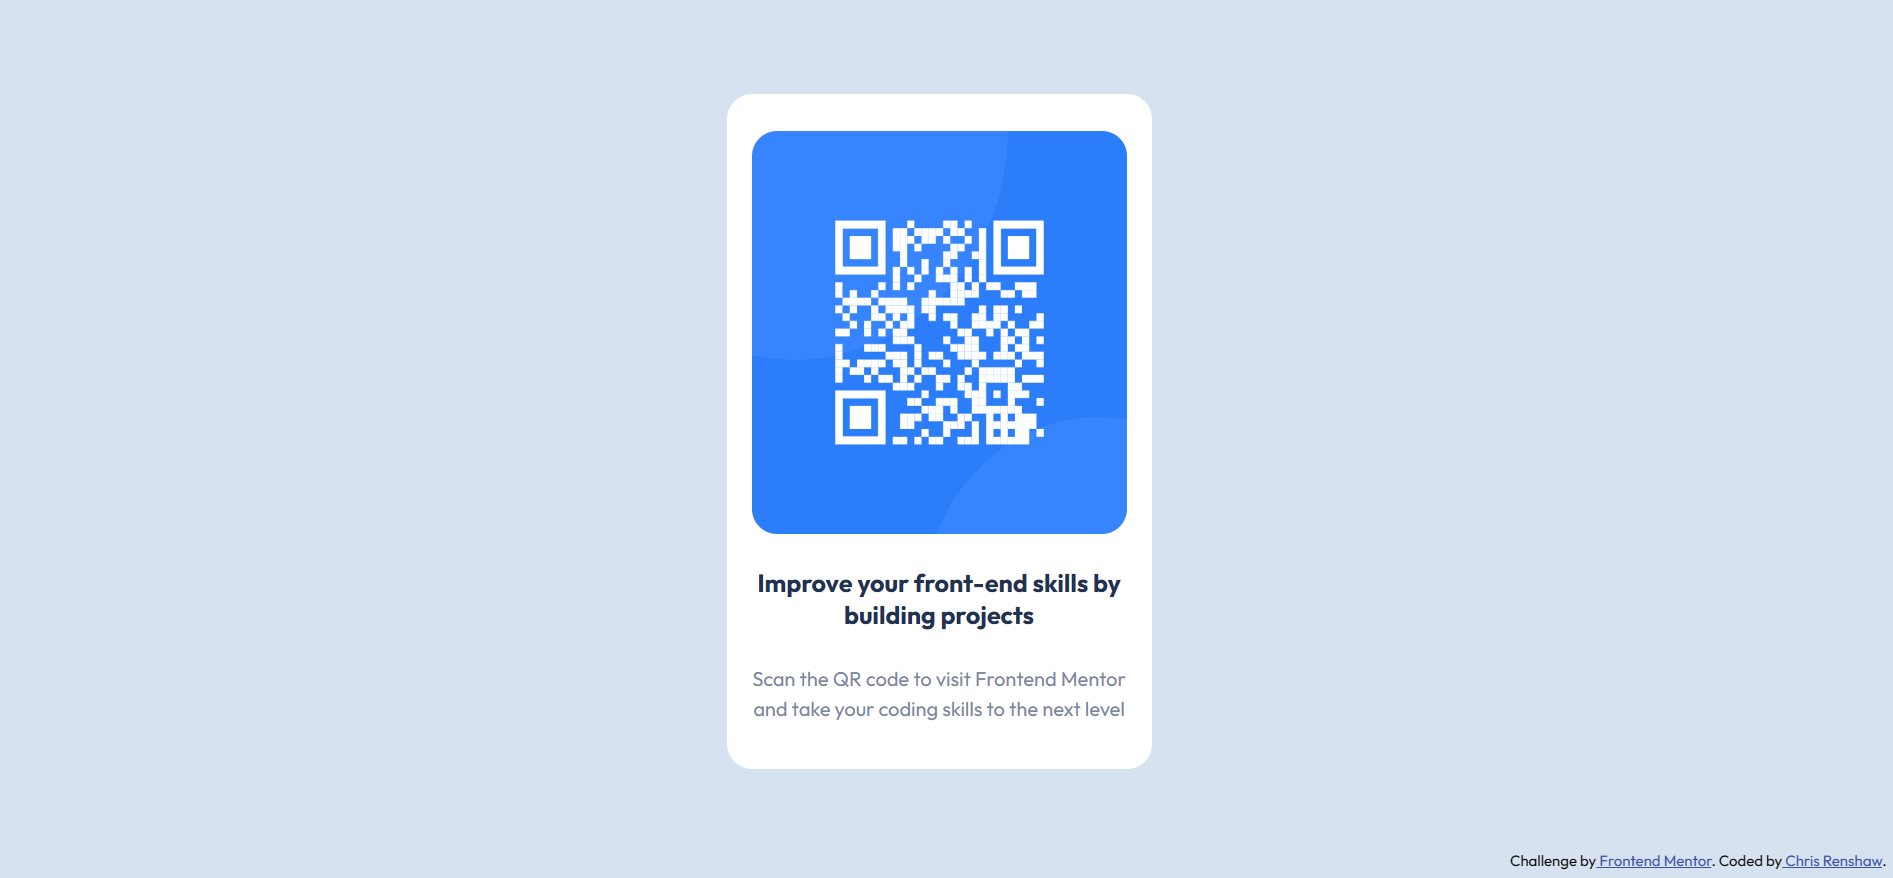 Improve your front-end skills by
building projects
Scan the QR code to visit Frontend Mentor
and take your coding skills to the next level
Challenge by Frontend Mentor. Coded by Chris Renshaw.